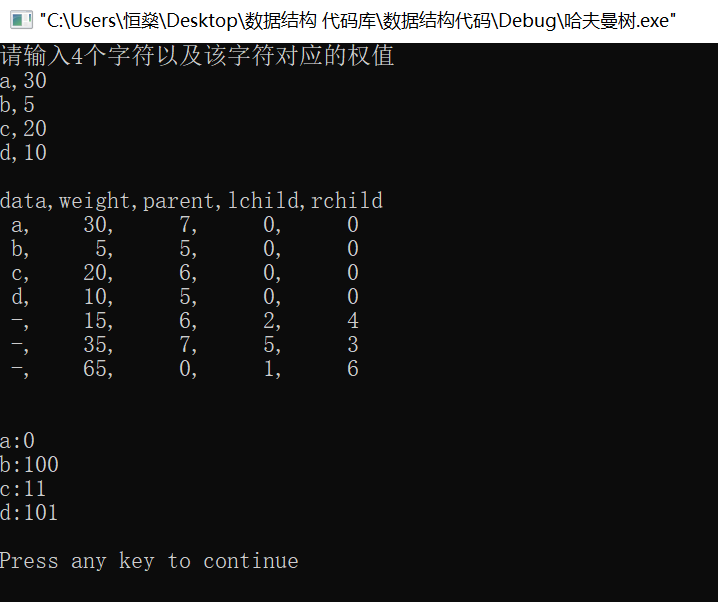 "C:\Users\恒燊\Desktop\数据结构 代码库\数据结构代码\Debug\哈夫曼树.exe"
请输入4个字符以及该字符对应的权值
a,30
b,5
c,20
d,10
data,weight,parent,lchild,rchild
a, 30, 7, 0, 0
b, 5, 5, 0, 0
c, 20, 6, 0, 0
d, 10, 5, 0, 0
-, 15, 6, 2, 4
-, 35, 7, 5, 3
-, 65, 0, 1, 6
a:0
b:100
c:11
d:101
Press any key to continue